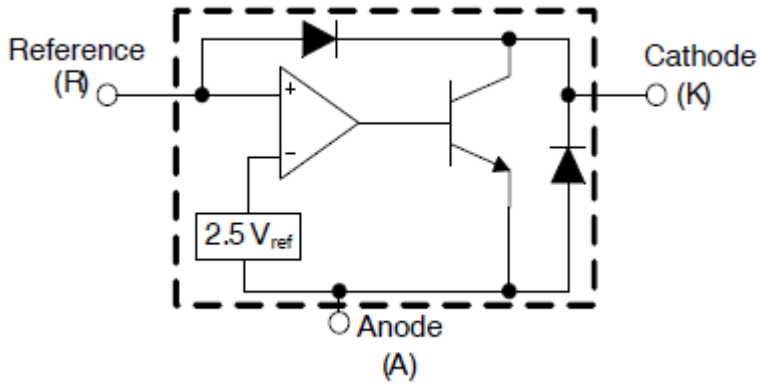 Reference
(R)
Cathode
(K)
+
−
2.5 Vref
Anode
(A)